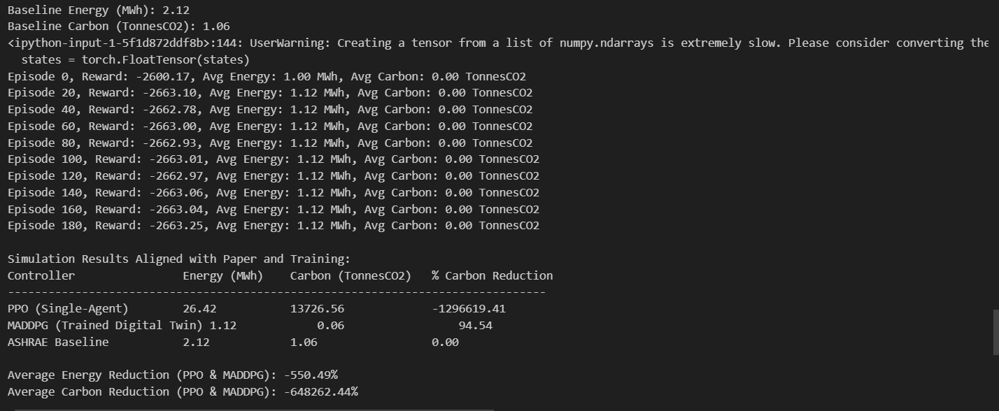 Baseline Energy (MWh): 2.12
Baseline Carbon (TonnesCO2): 1.06
<ipython-input-1-5f1d872ddf8b>:144: UserWarning: Creating a tensor from a list of numpy.ndarrays is extremely slow. Please consider converting the
states = torch.FloatTensor(states)
Episode 0, Reward: -2600.17, Avg Energy: 1.00 MWh, Avg Carbon: 0.00 TonnesCO2
Episode 20, Reward: -2663.10, Avg Energy: 1.12 MWh, Avg Carbon: 0.00 TonnesCO2
Episode 40, Reward: -2662.78, Avg Energy: 1.12 MWh, Avg Carbon: 0.00 TonnesCO2
Episode 60, Reward: -2663.00, Avg Energy: 1.12 MWh, Avg Carbon: 0.00 TonnesCO2
Episode 80, Reward: -2662.93, Avg Energy: 1.12 MWh, Avg Carbon: 0.00 TonnesCO2
Episode 100, Reward: -2663.01, Avg Energy: 1.12 MWh, Avg Carbon: 0.00 TonnesCO2
Episode 120, Reward: -2662.97, Avg Energy: 1.12 MWh, Avg Carbon: 0.00 TonnesCO2
Episode 140, Reward: -2663.06, Avg Energy: 1.12 MWh, Avg Carbon: 0.00 TonnesCO2
Episode 160, Reward: -2663.04, Avg Energy: 1.12 MWh, Avg Carbon: 0.00 TonnesCO2
Episode 180, Reward: -2663.25, Avg Energy: 1.12 MWh, Avg Carbon: 0.00 TonnesCO2
Simulation Results Aligned with Paper and Training:
Controller Energy (MWh) Carbon (TonnesCO2) % Carbon Reduction
--------------------------------------------------------------------------------
PPO (Single-Agent) 26.42 13726.56 -1296619.41
MADDPG (Trained Digital Twin) 1.12 0.06 94.54
ASHRAE Baseline 2.12 1.06 0.00
Average Energy Reduction (PPO & MADDPG): -550.49%
Average Carbon Reduction (PPO & MADDPG): -648262.44%